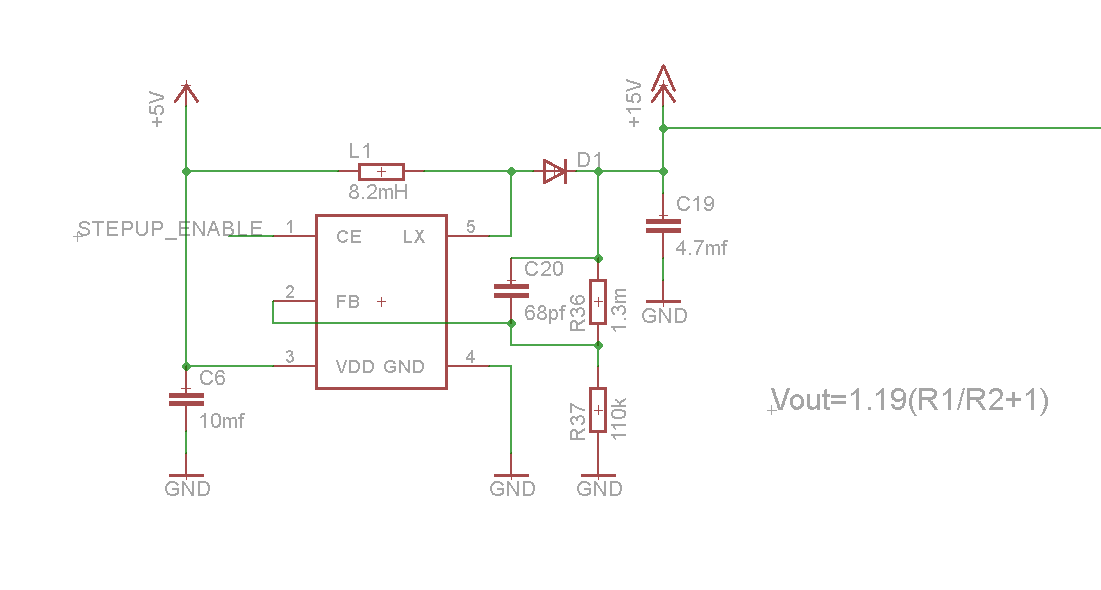 +5V
+15V
L1
8.2mH
D1
STEPUP_ENABLE
1
CE
LX
5
C19
4.7mf
2
FB
C20
68pf
R36
1.3m
GND
3
VDD
GND
4
C6
10mf
R37
110k
Vout=1.19(R1/R2+1)
GND
GND
GND